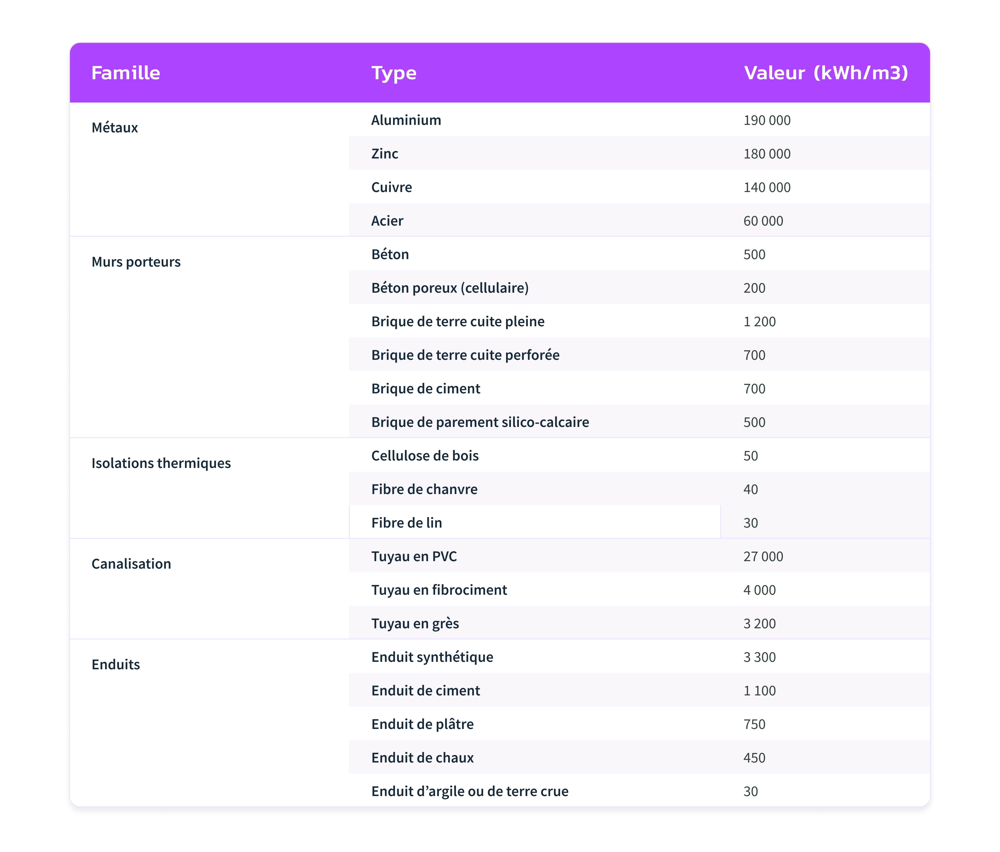 Famille Type Valeur (kWh/m3)
Métaux Aluminium 190 000
Zinc 180 000
Cuivre 140 000
Acier 60 000
Murs porteurs Béton 500
Béton poreux (cellulaire) 200
Brique de terre cuite pleine 1 200
Brique de terre cuite perforée 700
Brique de ciment 700
Brique de parement silico-calcaire 500
Isolations thermiques Cellulose de bois 50
Fibre de chanvre 40
Fibre de lin 30
Canalisation Tuyau en PVC 27 000
Tuyau en fibrociment 4 000
Tuyau en grès 3 200
Enduits Enduit synthétique 3 300
Enduit de ciment 1 100
Enduit de plâtre 750
Enduit de chaux 450
Enduit d’argile ou de terre crue 30